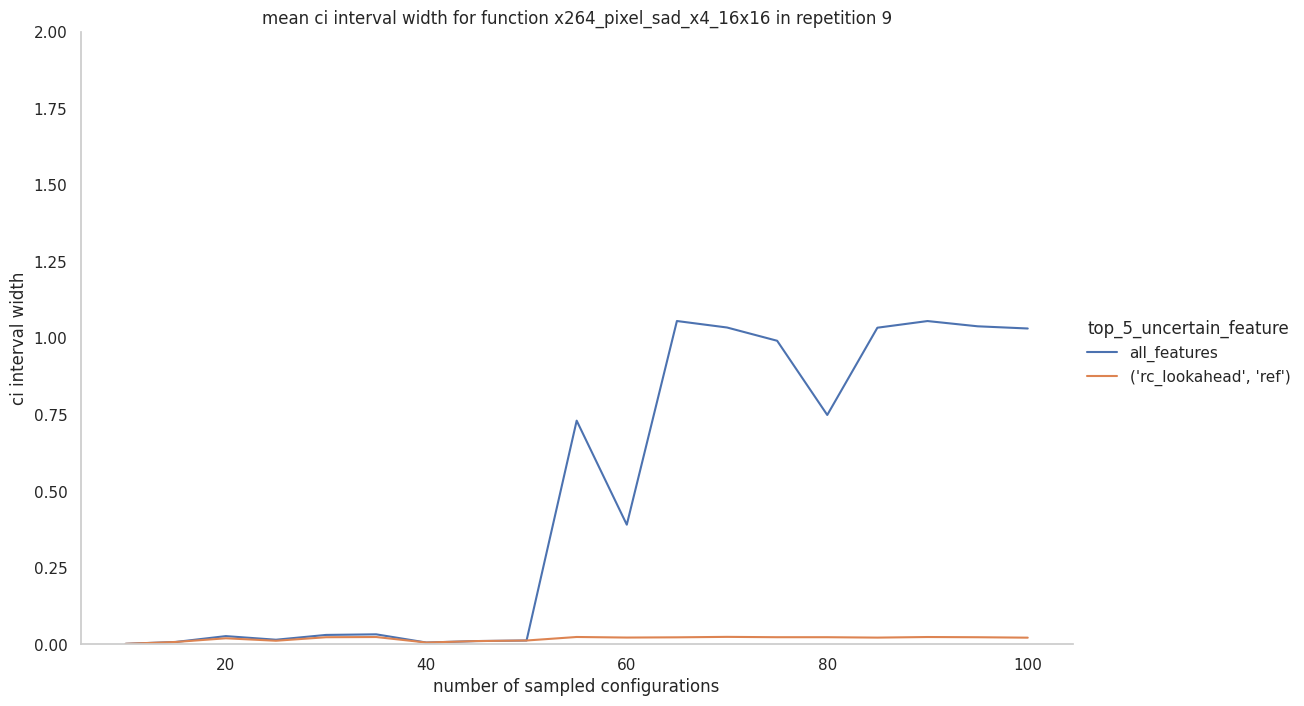 mean ci interval width for function x264_pixel_sad_x4_16x16 in repetition 9
2.00
1.75
1.50
1.25
1.00
0.75
0.50
0.25
0.00
ci interval width
20 40 60 80 100
number of sampled configurations
top_5_uncertain_feature
all_features
('rc_lookahead', 'ref')